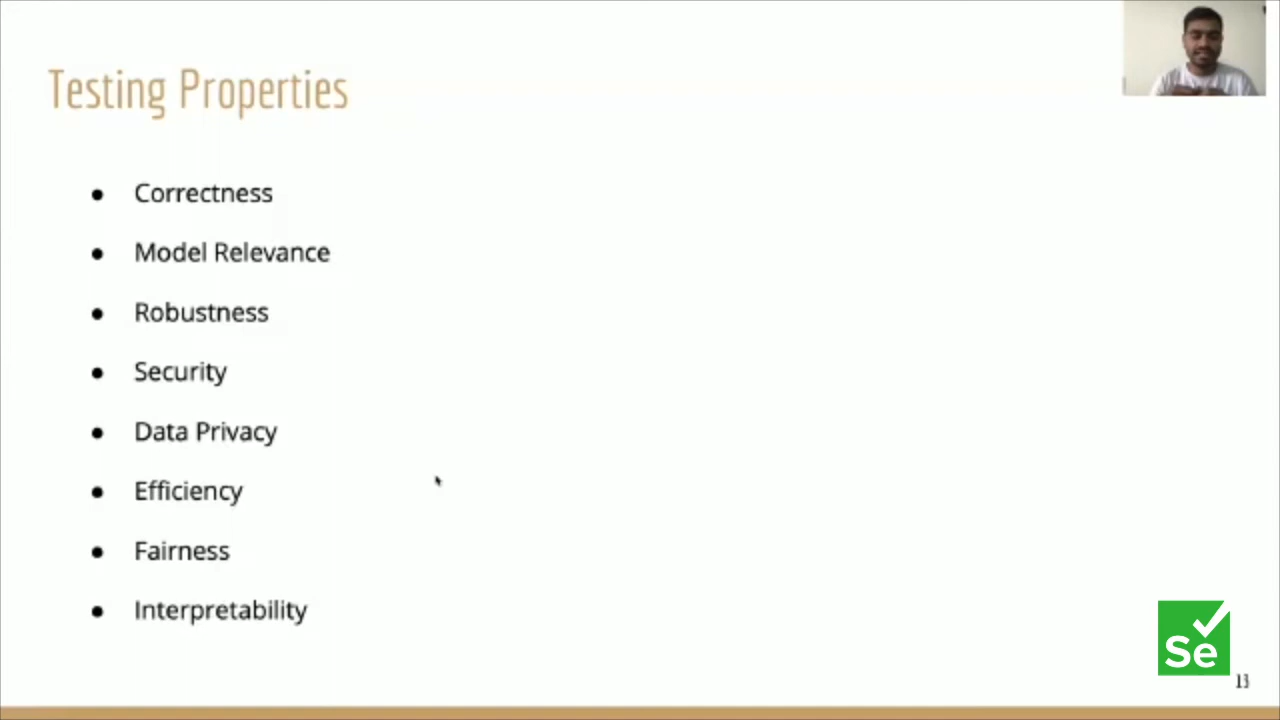 Testing Properties
● Correctness
● Model Relevance
● Robustness
● Security
● Data Privacy
● Efficiency
● Fairness
● Interpretability
Se
13